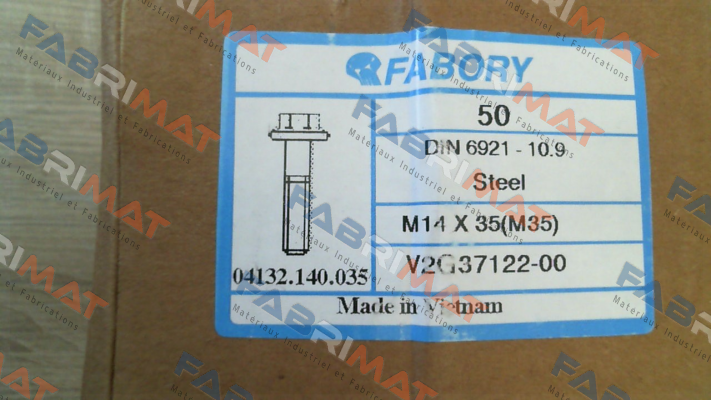 FABORY
50
DIN 6921 - 10.9
Steel
M14 X 35(M35)
04132.140.035
V2G37122-00
Made in Vietnam
FABRIMAT
Materiaux Industriel et Fabrications